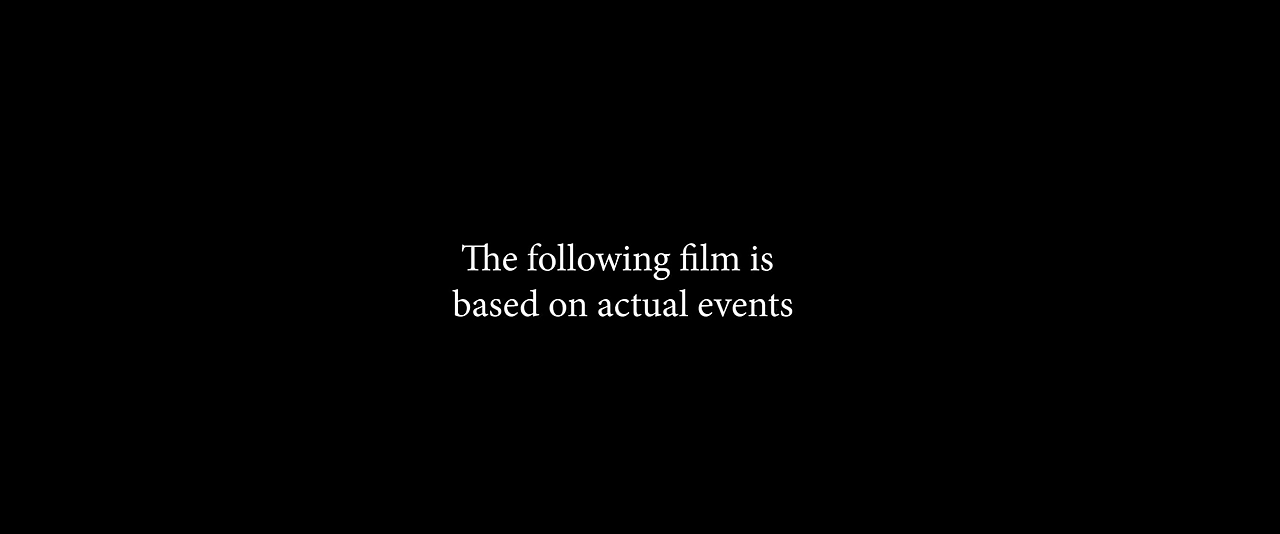 The following film is
based on actual events